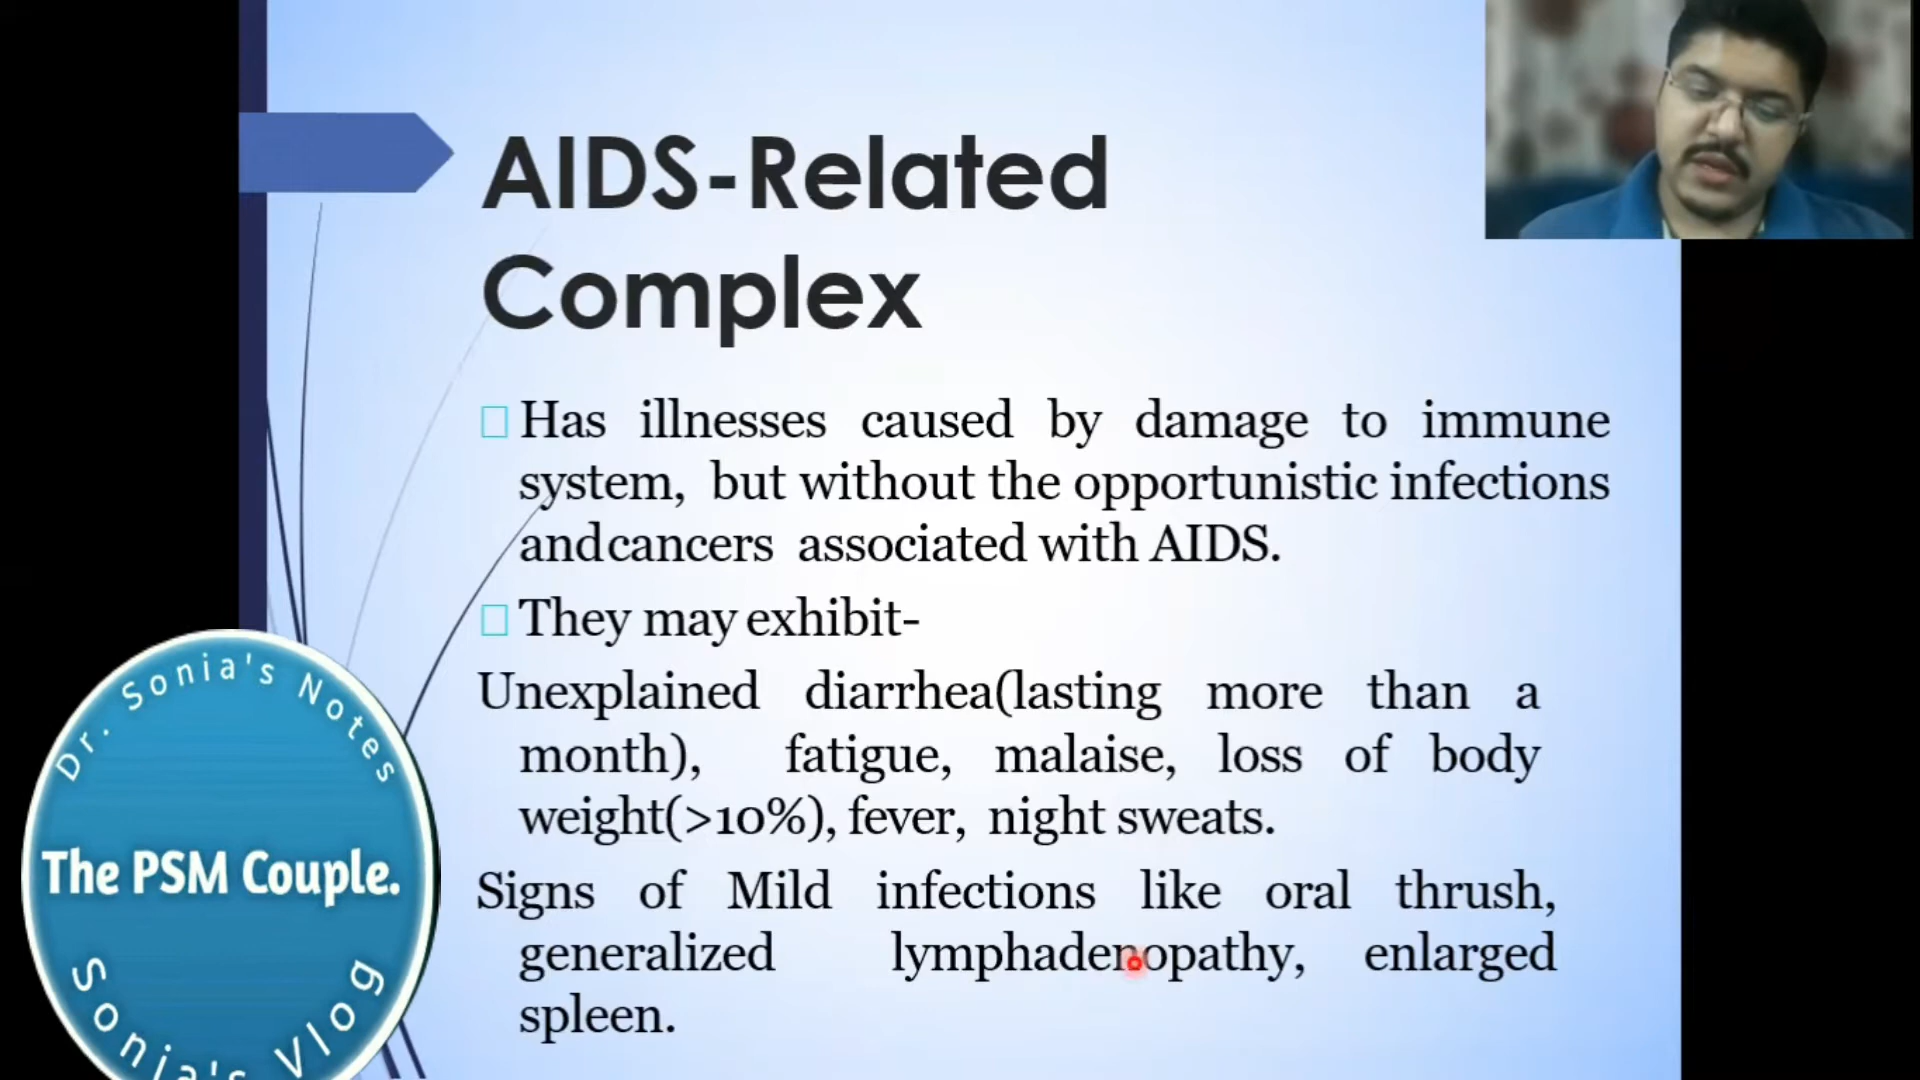 AIDS-Related
Complex
Has illnesses caused by damage to immune
system, but without the opportunistic infections
andcancers associated with AIDS.
They may exhibit-
Unexplained diarrhea(lasting more than a
month), fatigue, malaise, loss of body
weight(>10%), fever, night sweats.
Signs of Mild infections like oral thrush,
generalized lymphadenopathy, enlarged
spleen.
Dr. Sonia's Notes
The PSM Couple.
Sonia's Vlog